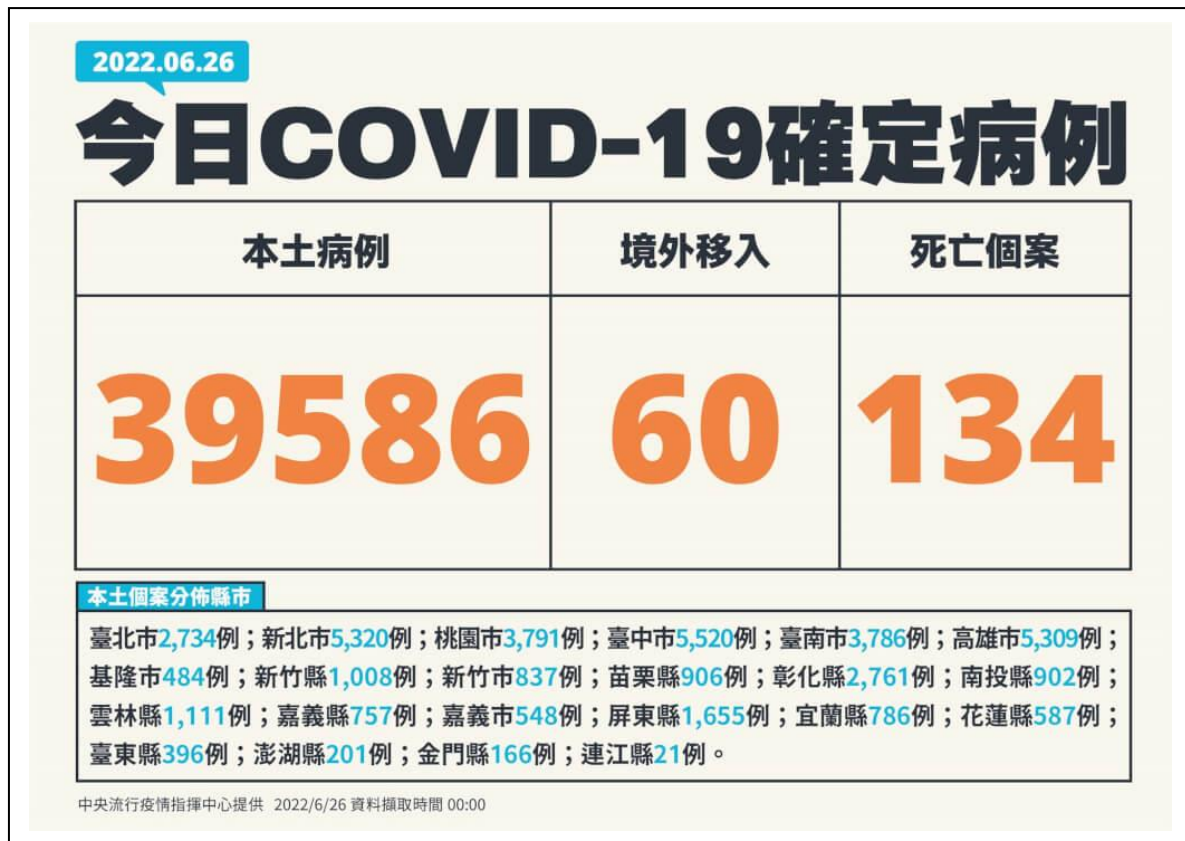 2022.06.26
今日COVID-19確定病例
本土病例
境外移入
死亡個案
39586
60
134
本土個案分佈縣市
臺北市2,734例；新北市5,320例；桃園市3,791例；臺中市5,520例；臺南市3,786例；高雄市5,309例；
基隆市484例；新竹縣1,008例；新竹市837例；苗栗縣906例；彰化縣2,761例；南投縣902例；
雲林縣1,111例；嘉義縣757例；嘉義市548例；屏東縣1,655例；宜蘭縣786例；花蓮縣587例；
臺東縣396例；澎湖縣201例；金門縣166例；連江縣21例。
中央流行疫情指揮中心提供 2022/6/26 資料擷取時間 00:00